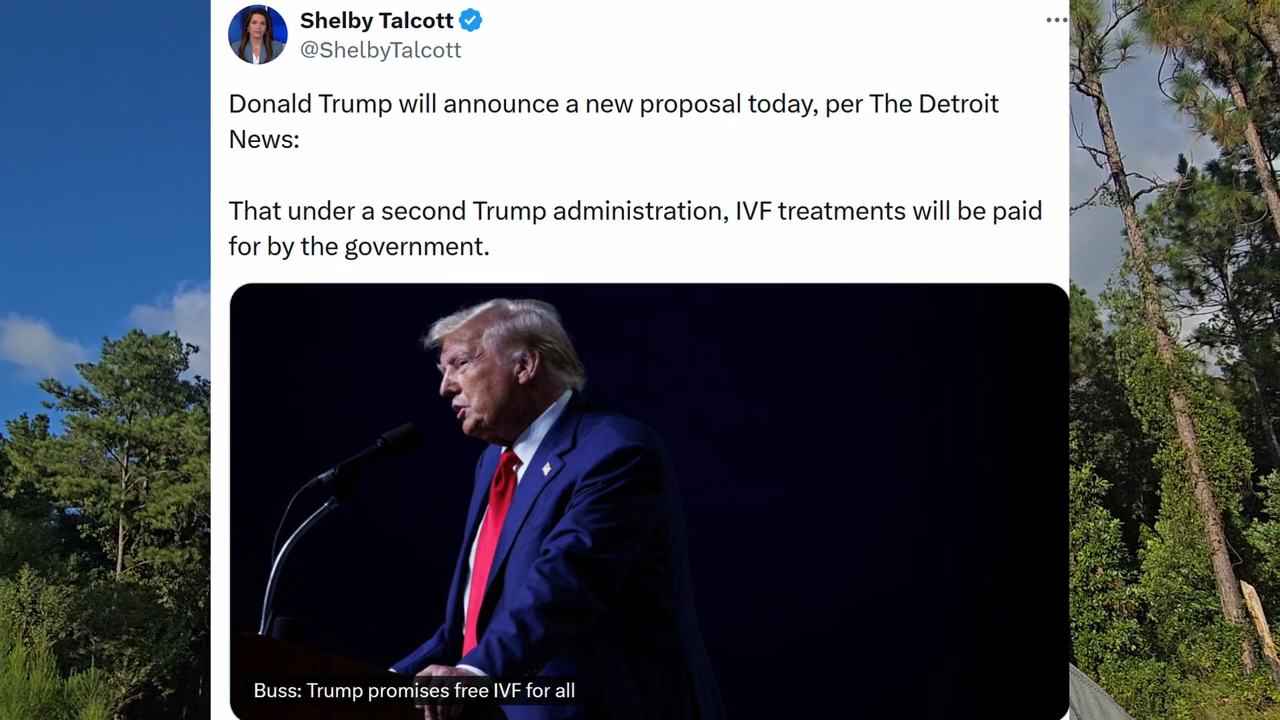 Shelby Talcott
@ShelbyTalcott
Donald Trump will announce a new proposal today, per The Detroit
News:
That under a second Trump administration, IVF treatments will be paid
for by the government.
Buss: Trump promises free IVF for all